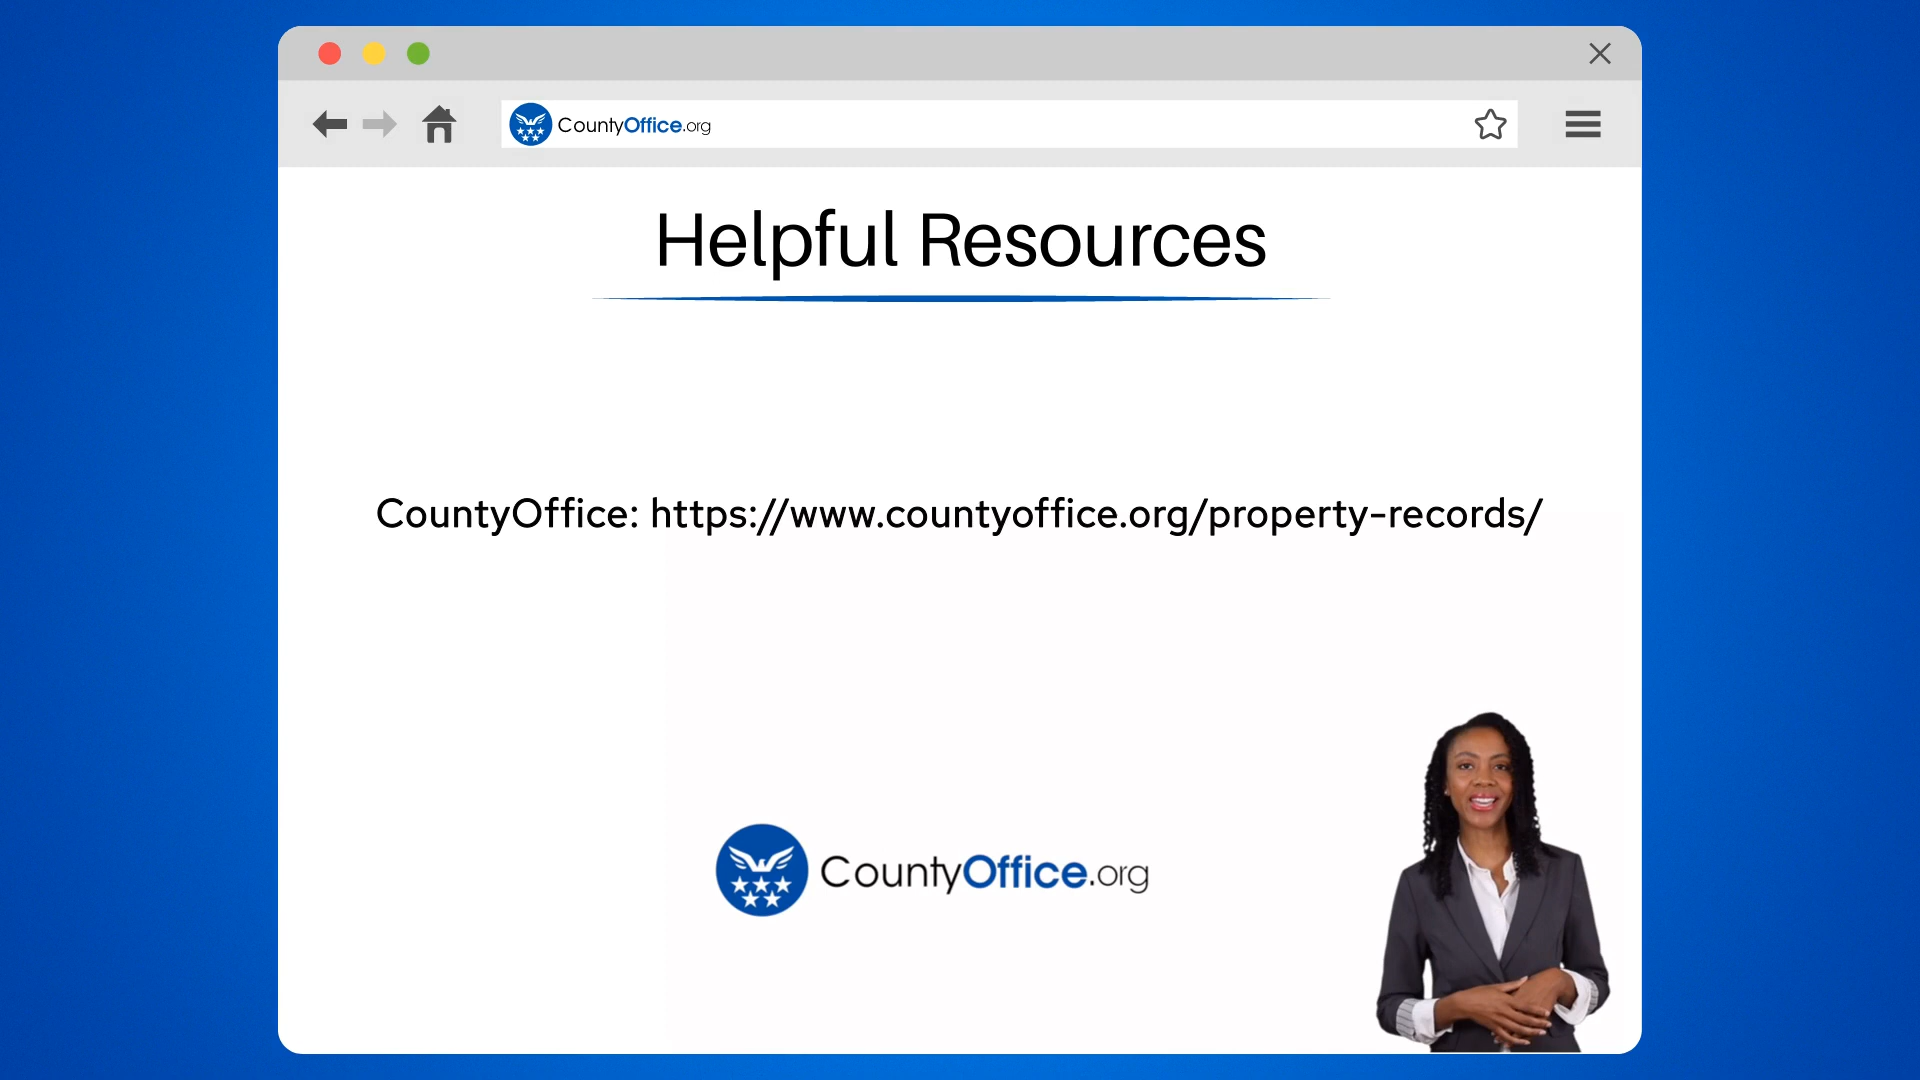 CountyOffice.org
Helpful Resources
CountyOffice: https://www.countyoffice.org/property-records/
CountyOffice.org